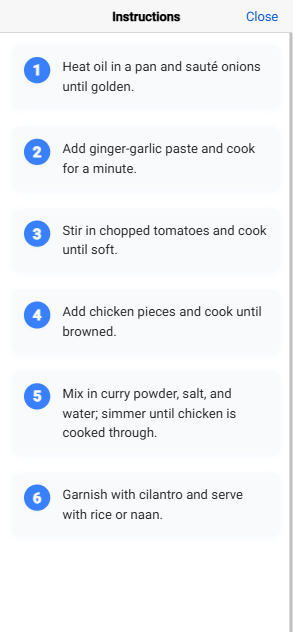 Instructions
Close
1
Heat oil in a pan and sauté onions
until golden.
2
Add ginger-garlic paste and cook
for a minute.
3
Stir in chopped tomatoes and cook
until soft.
4
Add chicken pieces and cook until
browned.
5
Mix in curry powder, salt, and
water; simmer until chicken is
cooked through.
6
Garnish with cilantro and serve
with rice or naan.